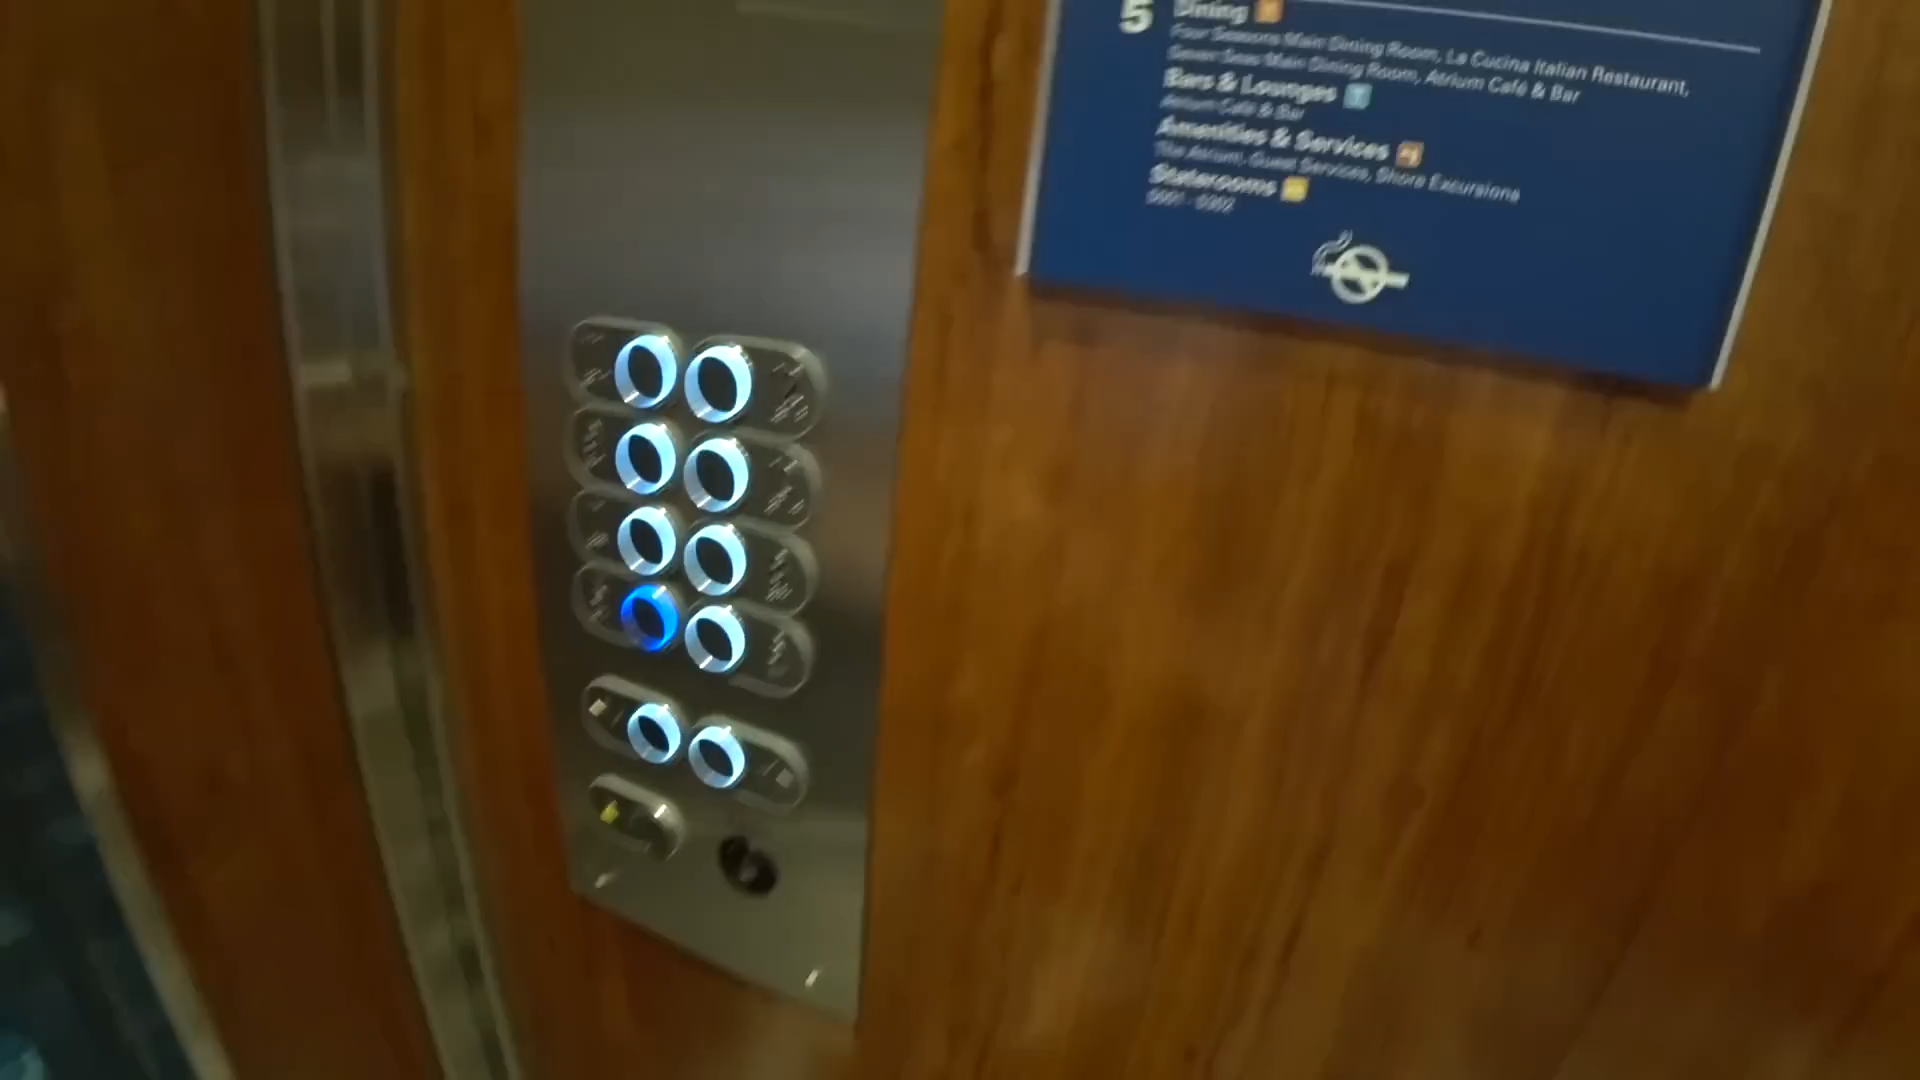 5
Dining
Four Seasons Main Dining Room, La Cucina Italian Restaurant,
Seven Seas Main Dining Room, Atrium Café & Bar
Bars & Lounges
Atrium Café & Bar
Amenities & Services
The Atrium, Guest Services, Shore Excursions
Staterooms